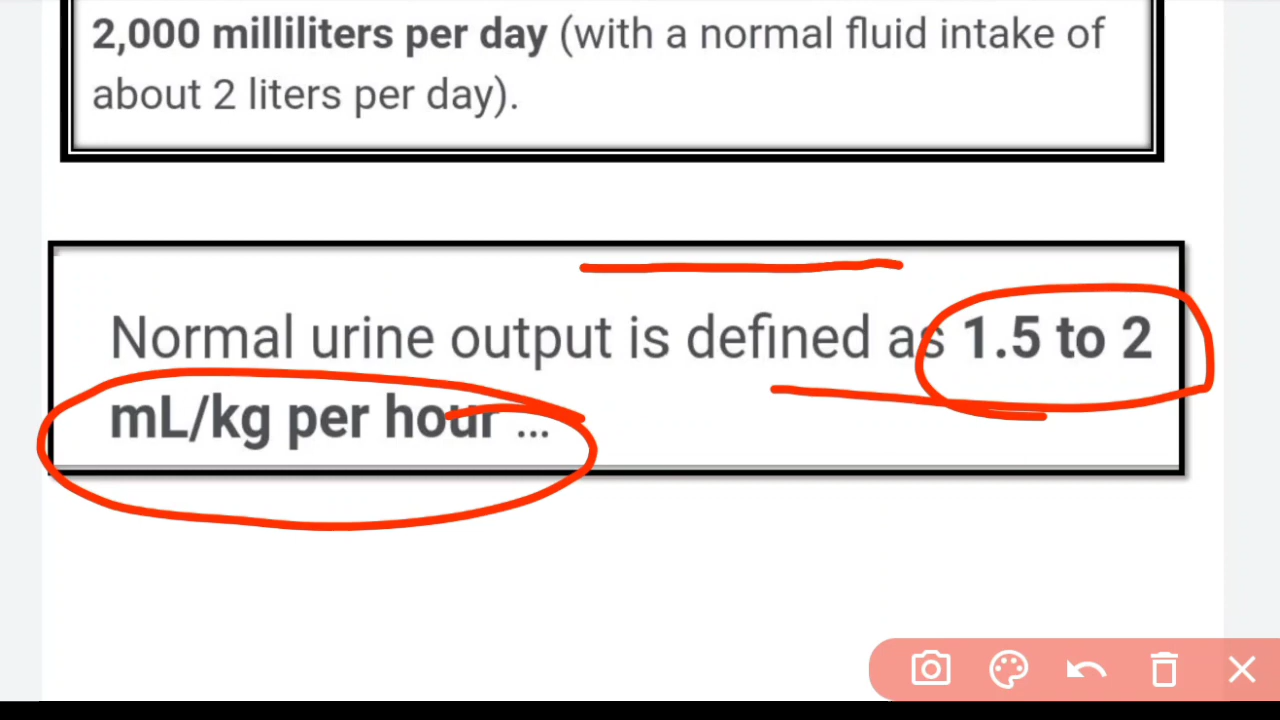 2,000 milliliters per day (with a normal fluid intake of
about 2 liters per day).
Normal urine output is defined as 1.5 to 2
mL/kg per hour ...